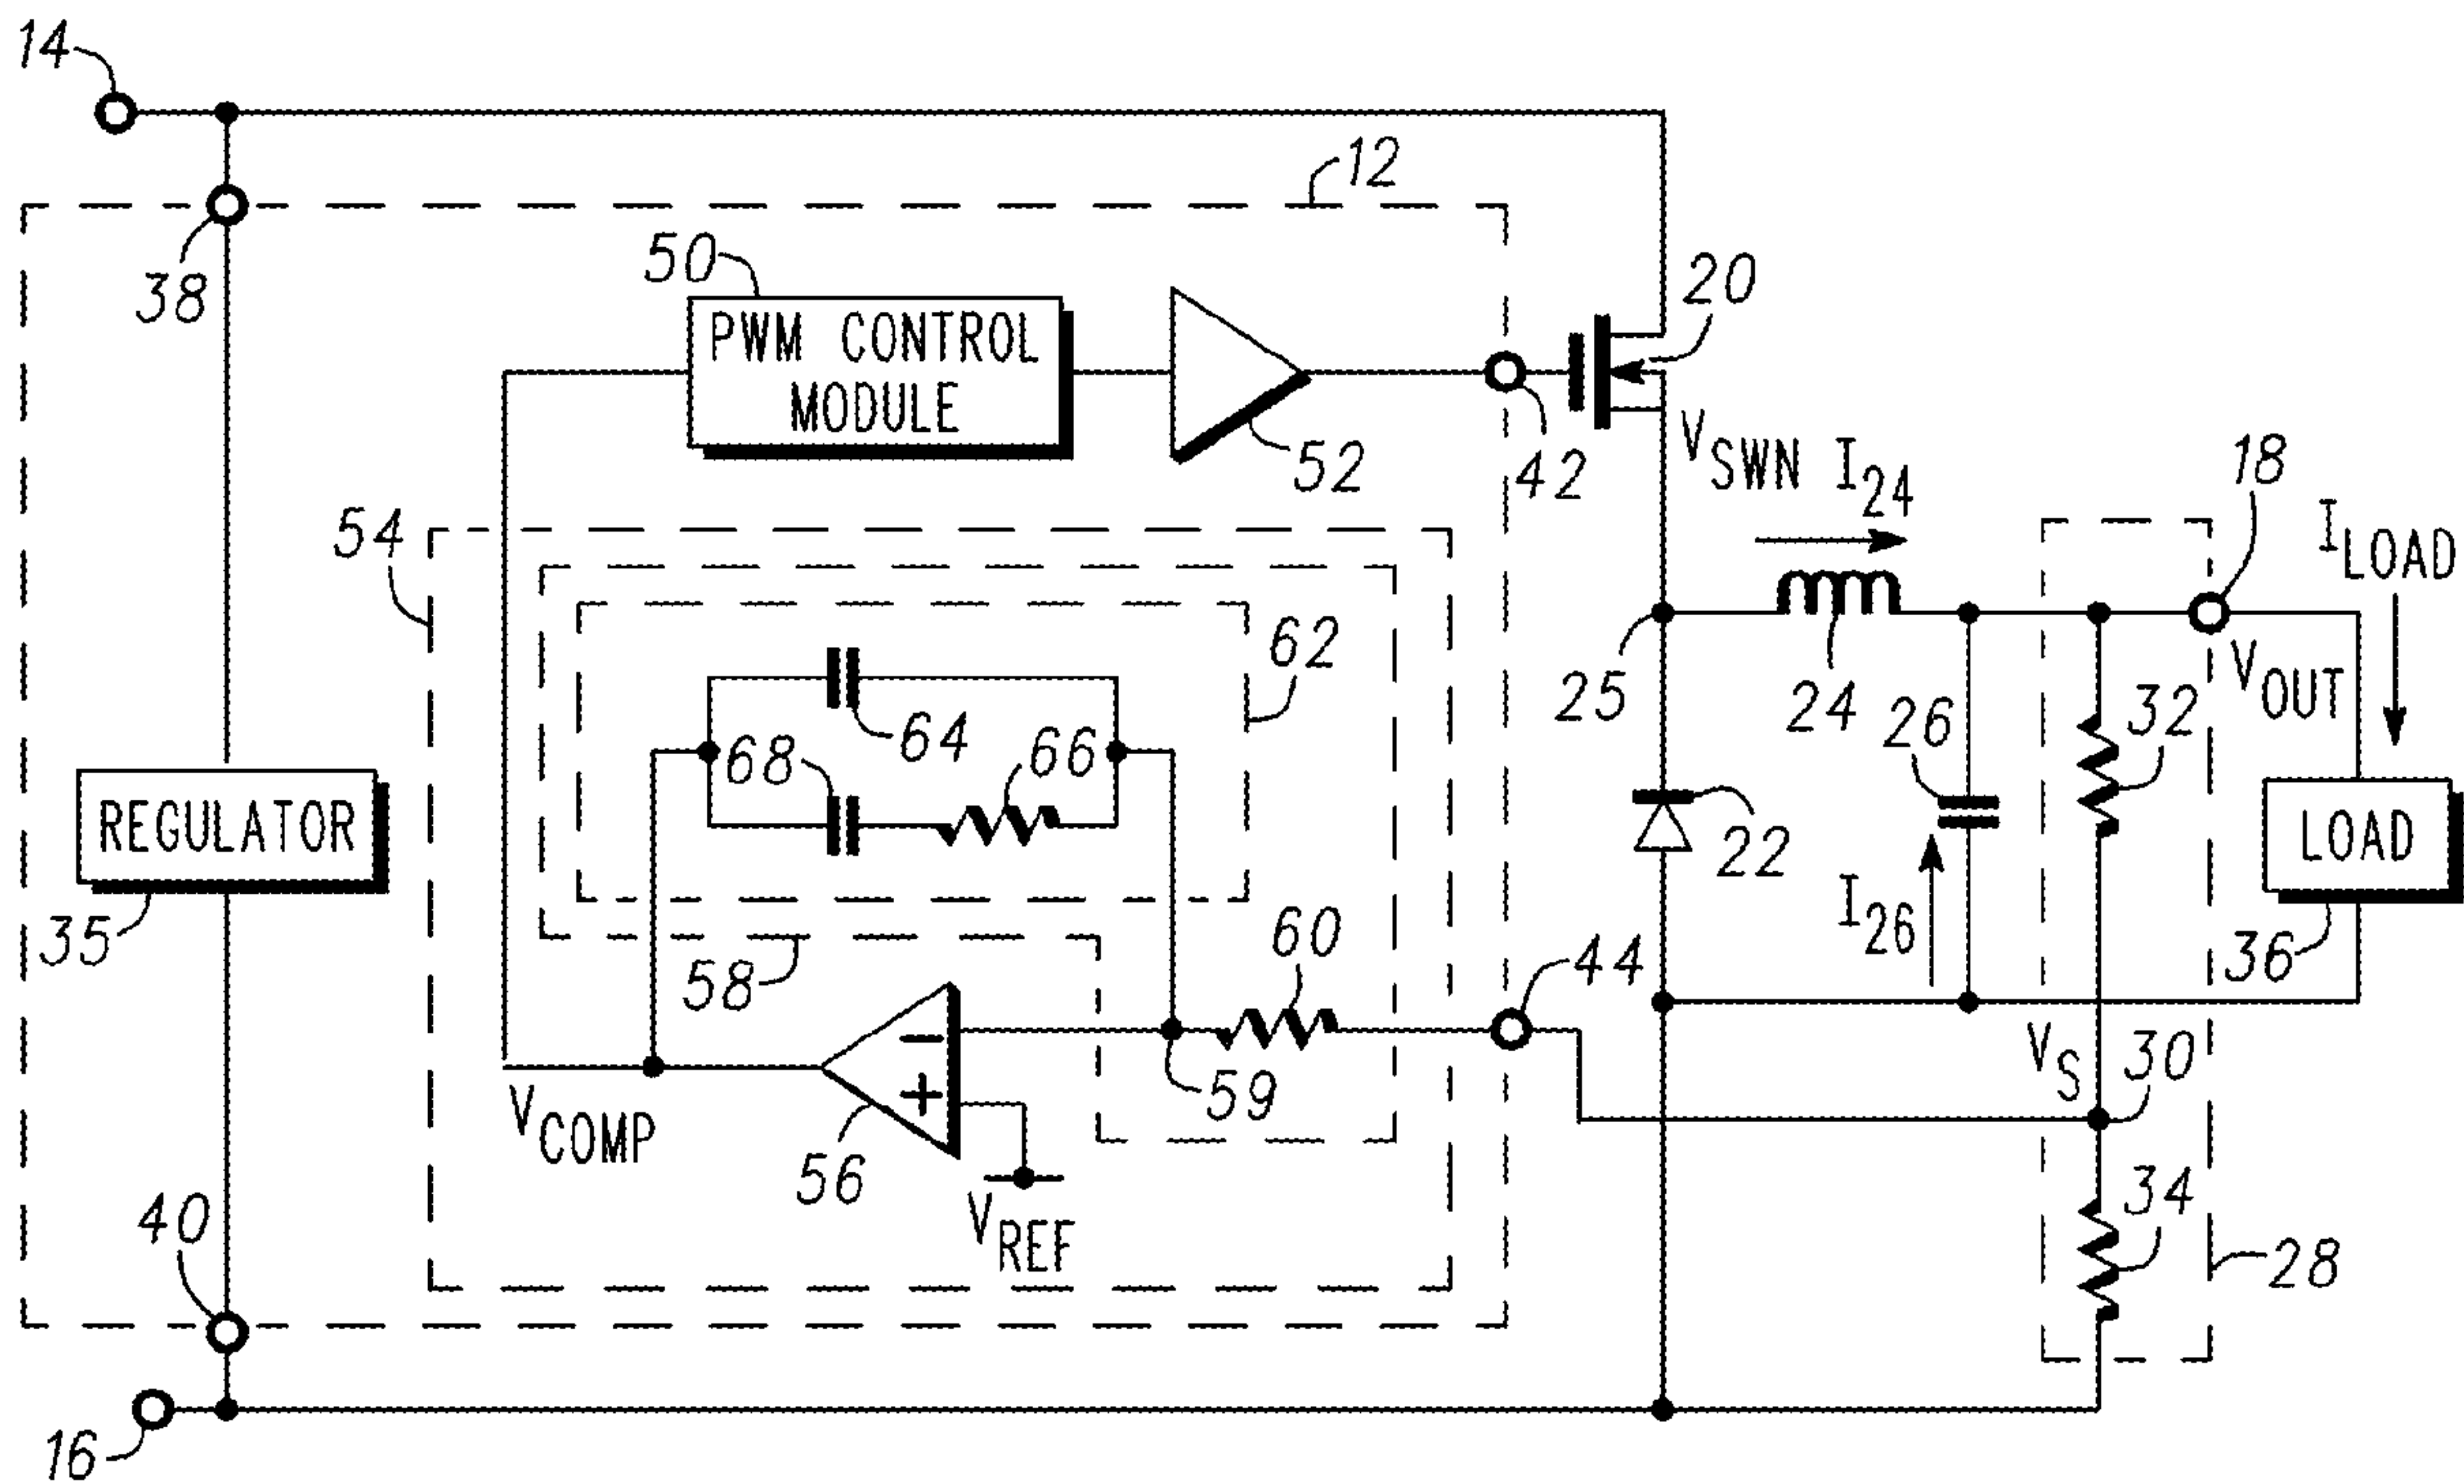 14
12
38
50
PWM CONTROL
MODULE
20
52
42
V_SWN
I_24
18
I_LOAD
54
62
25
24
26
32
V_OUT
64
68
66
REGULATOR
22
LOAD
35
I_26
36
58
60
44
V_S
30
59
V_COMP
56
V_REF
34
40
28
16
−
+